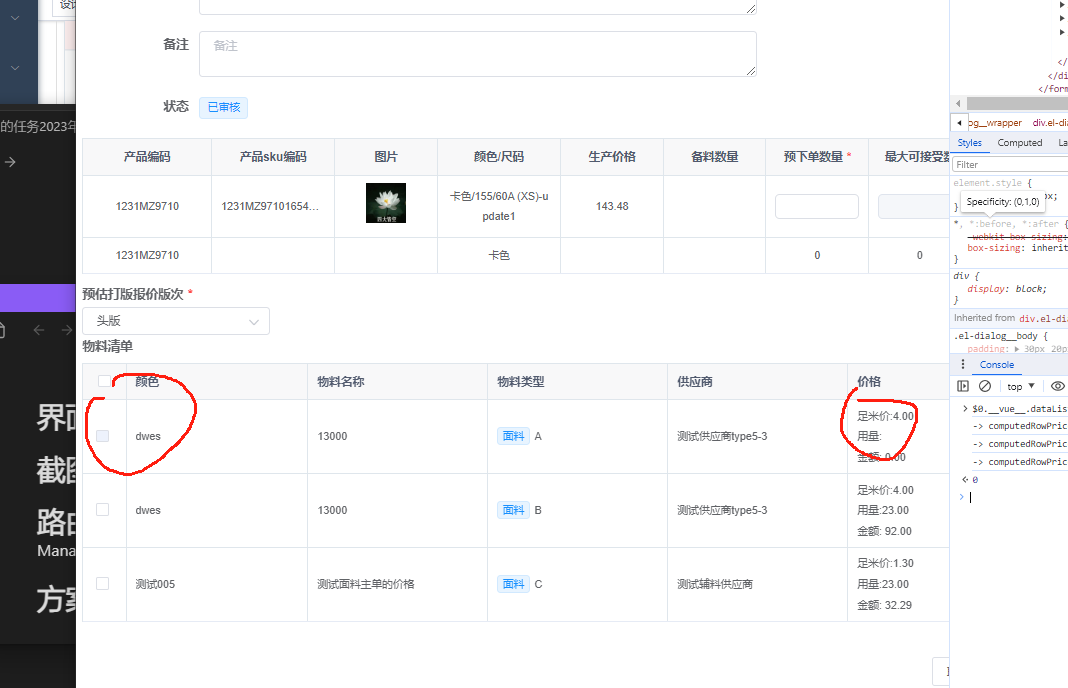 备注
备注
状态
已审核
的任务2023年
产品编码 产品sku编码 图片 颜色/尺码 生产价格 备料数量 预下单数量 * 最大可接受数
1231MZ9710 1231MZ97101654... 卡色/155/60A (XS)-update1 143.48
1231MZ9710 卡色 0 0
预估打版报价版次 *
头版
物料清单
颜色 物料名称 物料类型 供应商 价格
dwes 13000 面料 A 测试供应商type5-3
足米价:4.00
用量:
金额: 0.00
dwes 13000 面料 B 测试供应商type5-3
足米价:4.00
用量:23.00
金额: 92.00
测试005 测试面料主单的价格 面料 C 测试辅料供应商
足米价:1.30
用量:23.00
金额: 32.29
界面
截图
路由
Mana
方案
</
</di
</form
og__wrapper div.el-dia
Styles Computed La
Filter
element.style {
ox;
}
Specificity: (0,1,0)
*, *:before, *:after {
-webkit-box-sizing:
box-sizing: inherit
}
div {
display: block;
}
Inherited from div.el-di
.el-dialog__body {
padding: ▶ 30px 20px
Console
top ▼
> $0.__vue__.dataLis
-> computedRowPric
-> computedRowPric
-> computedRowPric
0
>